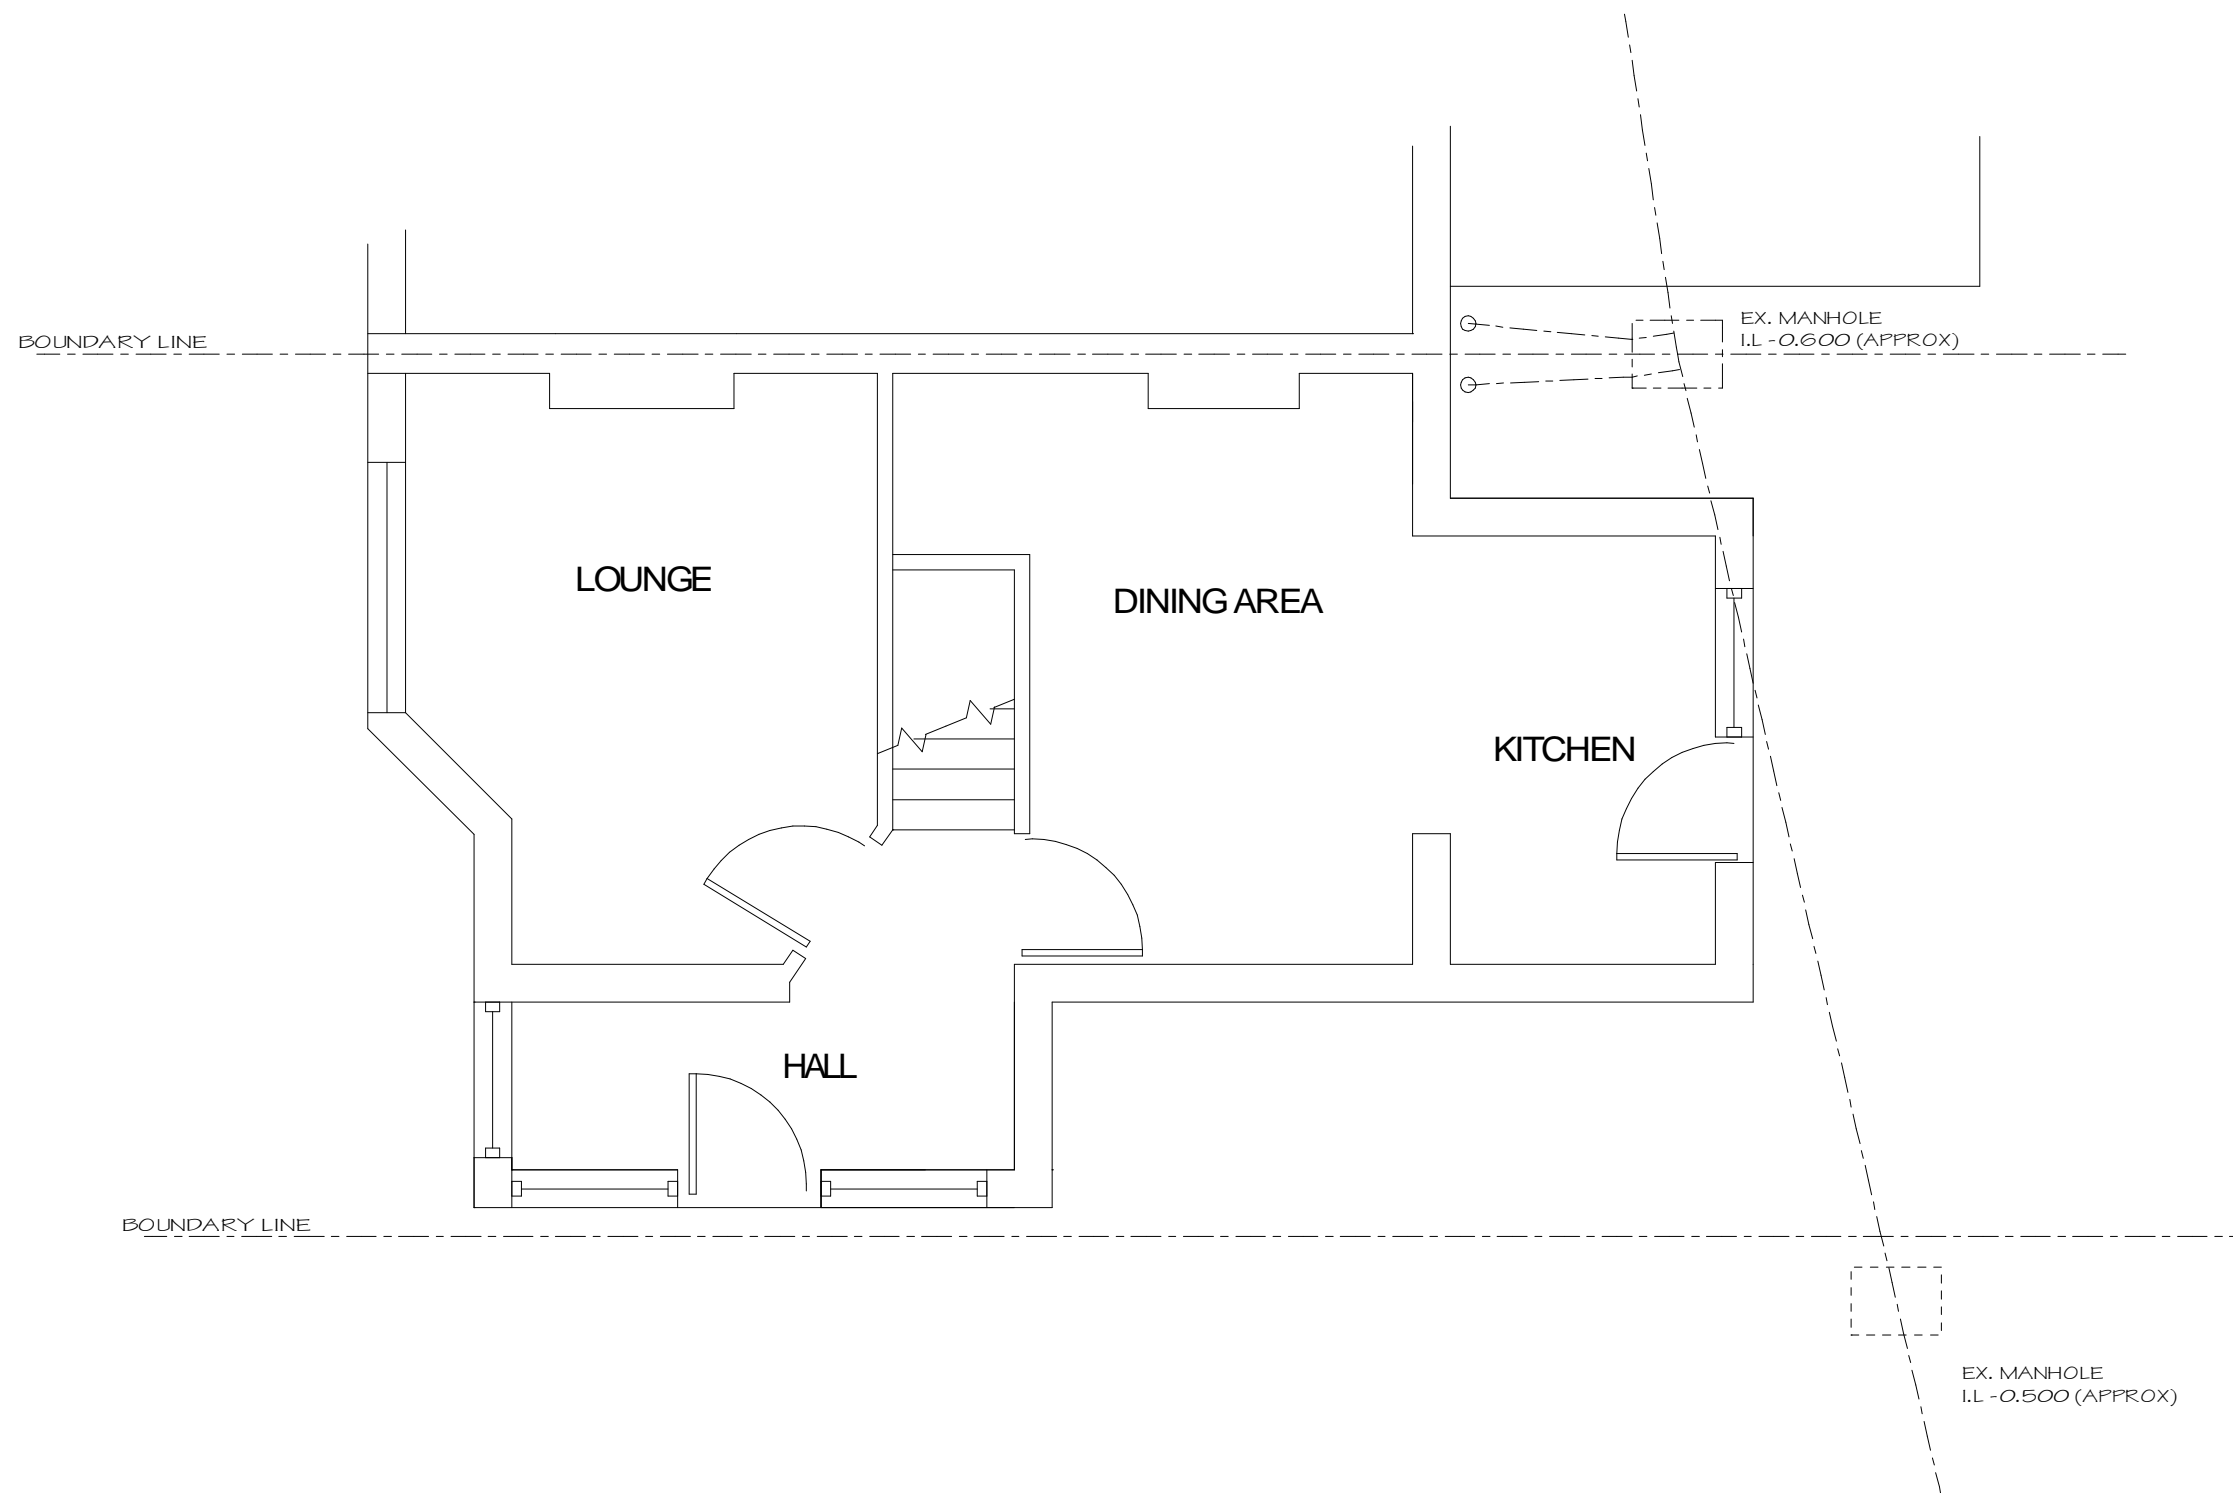 EX. MANHOLE
I.L -0.600 (APPROX)
BOUNDARY LINE
LOUNGE
DINING AREA
KITCHEN
HALL
BOUNDARY LINE
EX. MANHOLE
I.L -0.500 (APPROX)